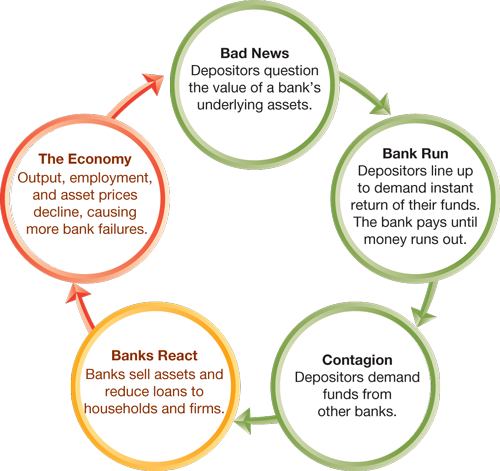 Bad News
Depositors question
the value of a bank's
underlying assets.
Bank Run
Depositors line up
to demand instant
return of their funds.
The bank pays until
money runs out.
Contagion
Depositors demand
funds from
other banks.
Banks React
Banks sell assets and
reduce loans to
households and firms.
The Economy
Output, employment,
and asset prices
decline, causing
more bank failures.